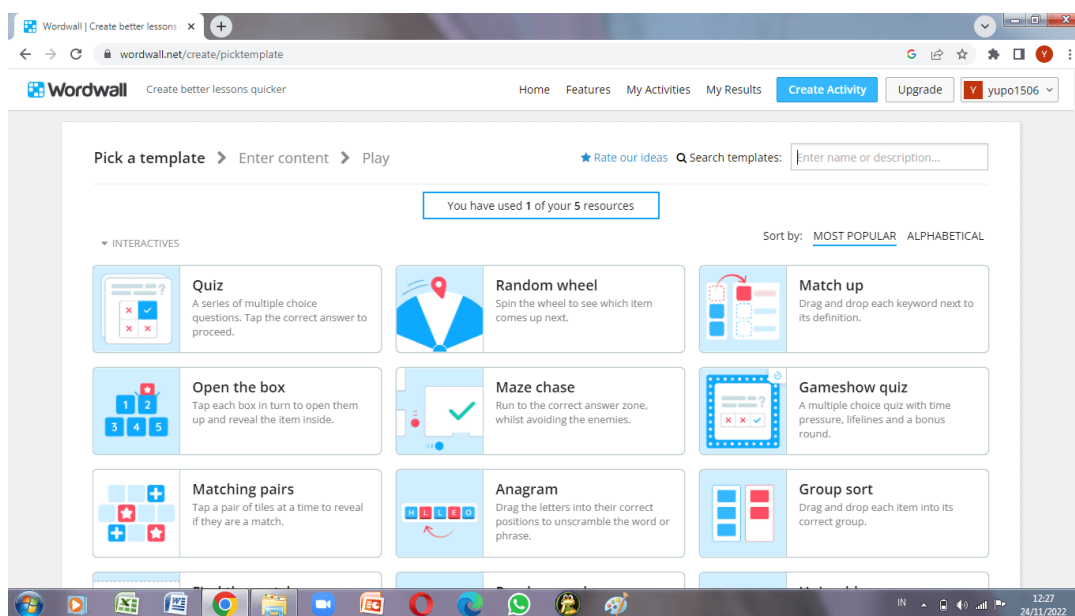 Wordwall | Create better lessons
wordwall.net/create/picktemplate
Wordwall Create better lessons quicker Home Features My Activities My Results Create Activity Upgrade Y yupo1506
Pick a template > Enter content > Play Rate our ideas Search templates: Enter name or description...
You have used 1 of your 5 resources
INTERACTIVES Sort by: MOST POPULAR ALPHABETICAL
Quiz
A series of multiple choice
questions. Tap the correct answer to
proceed.
Random wheel
Spin the wheel to see which item
comes up next.
Match up
Drag and drop each keyword next to
its definition.
1 2
3 4 5
Open the box
Tap each box in turn to open them
up and reveal the item inside.
Maze chase
Run to the correct answer zone,
whilst avoiding the enemies.
Gameshow quiz
A multiple choice quiz with time
pressure, lifelines and a bonus
round.
Matching pairs
Tap a pair of tiles at a time to reveal
if they are a match.
H L L E O
Anagram
Drag the letters into their correct
positions to unscramble the word or
phrase.
Group sort
Drag and drop each item into its
correct group.
IN 12:27
24/11/2022